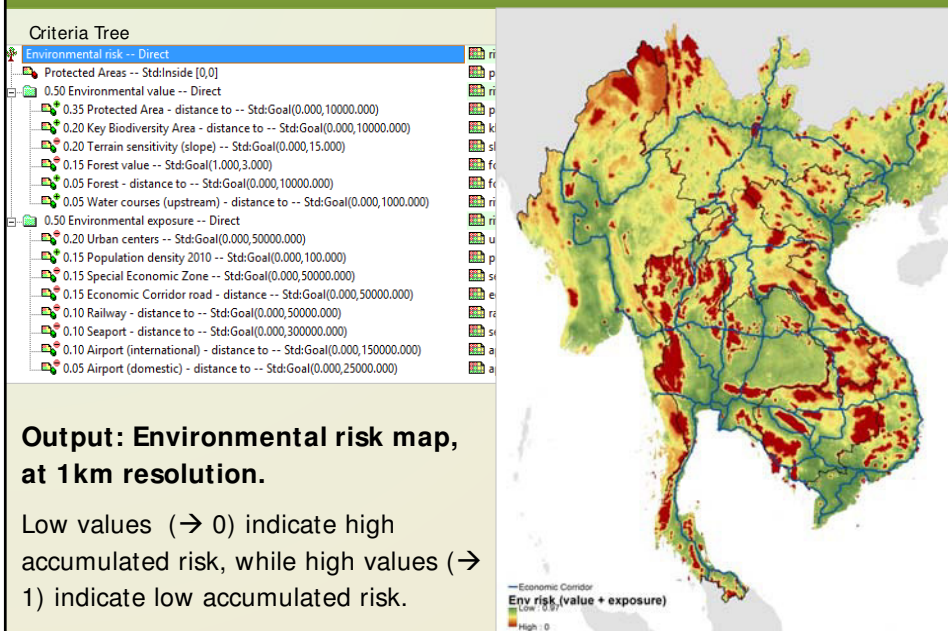 Criteria Tree
Environmental risk -- Direct
Protected Areas -- Std:Inside [0,0]
0.50 Environmental value -- Direct
0.35 Protected Area - distance to -- Std:Goal(0.000,10000.000)
0.20 Key Biodiversity Area - distance to -- Std:Goal(0.000,10000.000)
0.20 Terrain sensitivity (slope) -- Std:Goal(0.000,15.000)
0.15 Forest value -- Std:Goal(1.000,3.000)
0.05 Forest - distance to -- Std:Goal(0.000,10000.000)
0.05 Water courses (upstream) - distance to -- Std:Goal(0.000,1000.000)
0.50 Environmental exposure -- Direct
0.20 Urban centers -- Std:Goal(0.000,50000.000)
0.15 Population density 2010 -- Std:Goal(0.000,100.000)
0.15 Special Economic Zone -- Std:Goal(0.000,50000.000)
0.15 Economic Corridor road - distance -- Std:Goal(0.000,50000.000)
0.10 Railway - distance to -- Std:Goal(0.000,50000.000)
0.10 Seaport - distance to -- Std:Goal(0.000,300000.000)
0.10 Airport (international) - distance to -- Std:Goal(0.000,150000.000)
0.05 Airport (domestic) - distance to -- Std:Goal(0.000,25000.000)
Output: Environmental risk map,
at 1km resolution.
Low values (→ 0) indicate high
accumulated risk, while high values (→
1) indicate low accumulated risk.
Economic Corridor
Env risk (value + exposure)
Low : 0.97
High : 0